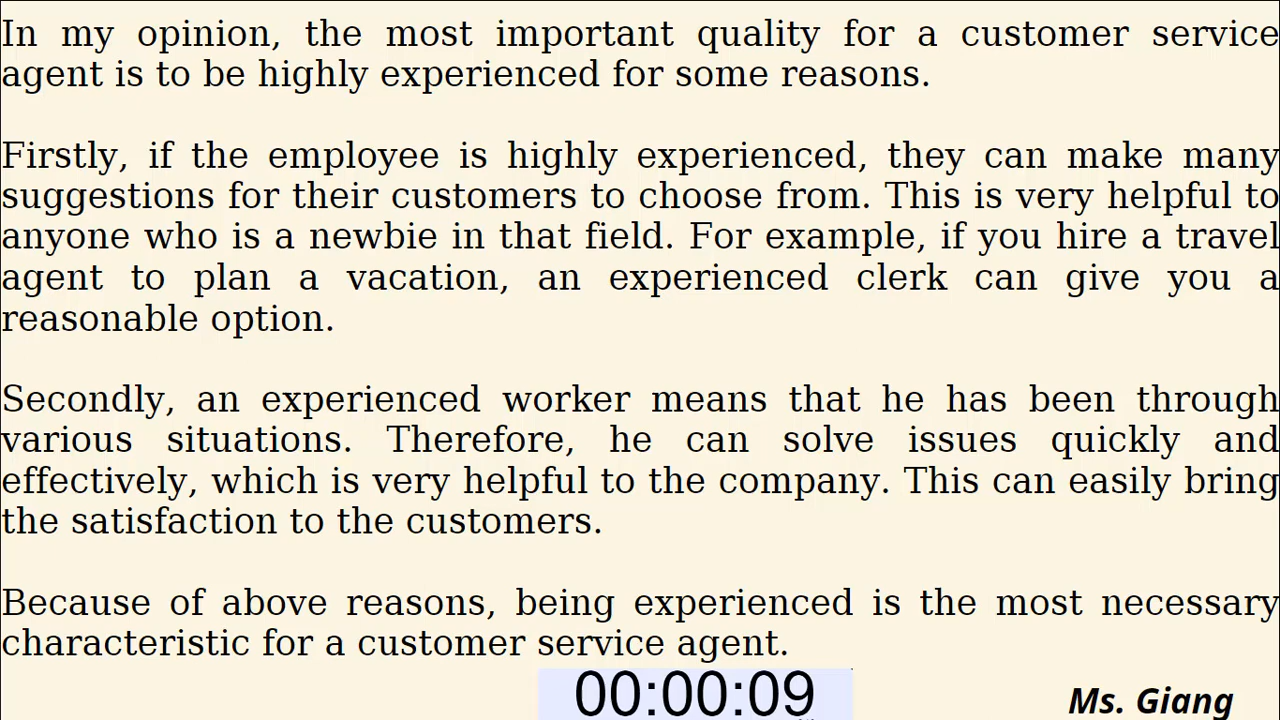 In my opinion, the most important quality for a customer service
agent is to be highly experienced for some reasons.
Firstly, if the employee is highly experienced, they can make many
suggestions for their customers to choose from. This is very helpful to
anyone who is a newbie in that field. For example, if you hire a travel
agent to plan a vacation, an experienced clerk can give you a
reasonable option.
Secondly, an experienced worker means that he has been through
various situations. Therefore, he can solve issues quickly and
effectively, which is very helpful to the company. This can easily bring
the satisfaction to the customers.
Because of above reasons, being experienced is the most necessary
characteristic for a customer service agent.
00:00:09
Ms. Giang